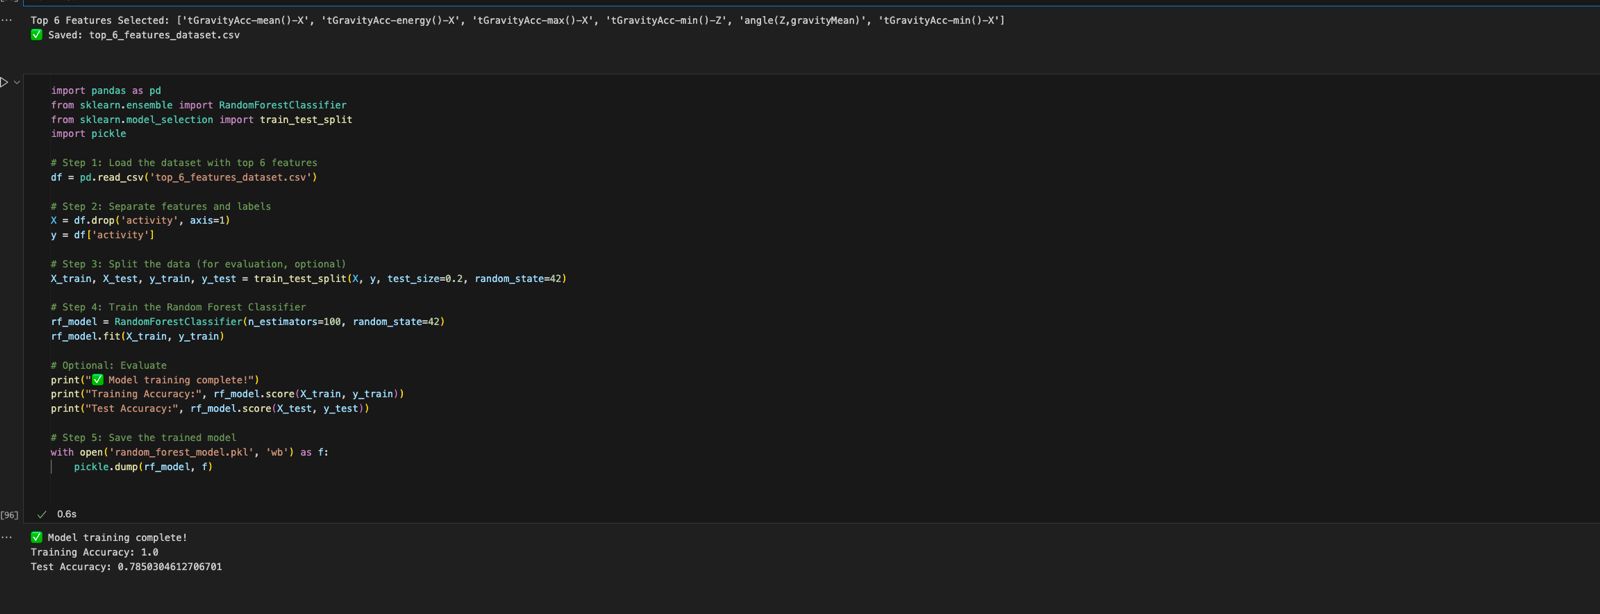 ... Top 6 Features Selected: ['tGravityAcc-mean()-X', 'tGravityAcc-energy()-X', 'tGravityAcc-max()-X', 'tGravityAcc-min()-Z', 'angle(Z,gravityMean)', 'tGravityAcc-min()-X']
✅ Saved: top_6_features_dataset.csv
import pandas as pd
from sklearn.ensemble import RandomForestClassifier
from sklearn.model_selection import train_test_split
import pickle
# Step 1: Load the dataset with top 6 features
df = pd.read_csv('top_6_features_dataset.csv')
# Step 2: Separate features and labels
X = df.drop('activity', axis=1)
y = df['activity']
# Step 3: Split the data (for evaluation, optional)
X_train, X_test, y_train, y_test = train_test_split(X, y, test_size=0.2, random_state=42)
# Step 4: Train the Random Forest Classifier
rf_model = RandomForestClassifier(n_estimators=100, random_state=42)
rf_model.fit(X_train, y_train)
# Optional: Evaluate
print("✅ Model training complete!")
print("Training Accuracy:", rf_model.score(X_train, y_train))
print("Test Accuracy:", rf_model.score(X_test, y_test))
# Step 5: Save the trained model
with open('random_forest_model.pkl', 'wb') as f:
    pickle.dump(rf_model, f)
[96] ✓ 0.6s
... ✅ Model training complete!
Training Accuracy: 1.0
Test Accuracy: 0.7850304612706701